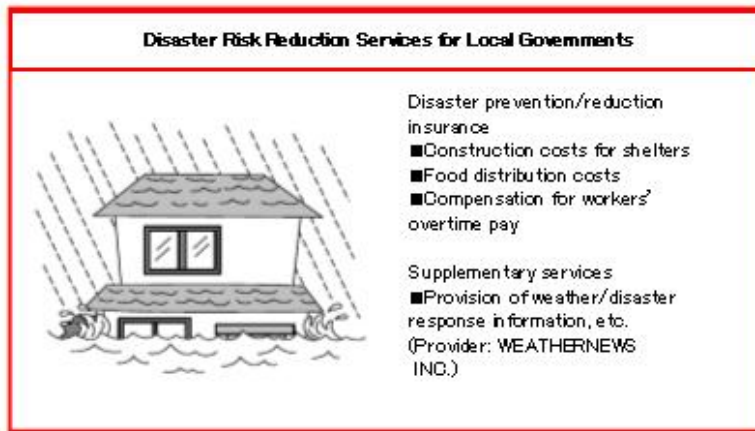 Disaster Risk Reduction Services for Local Governments
Disaster prevention/reduction
insurance
■Construction costs for shelters
■Food distribution costs
■Compensation for workers'
overtime pay
Supplementary services
■Provision of weather/disaster
response information, etc.
(Provider: WEATHERNEWS
INC.)